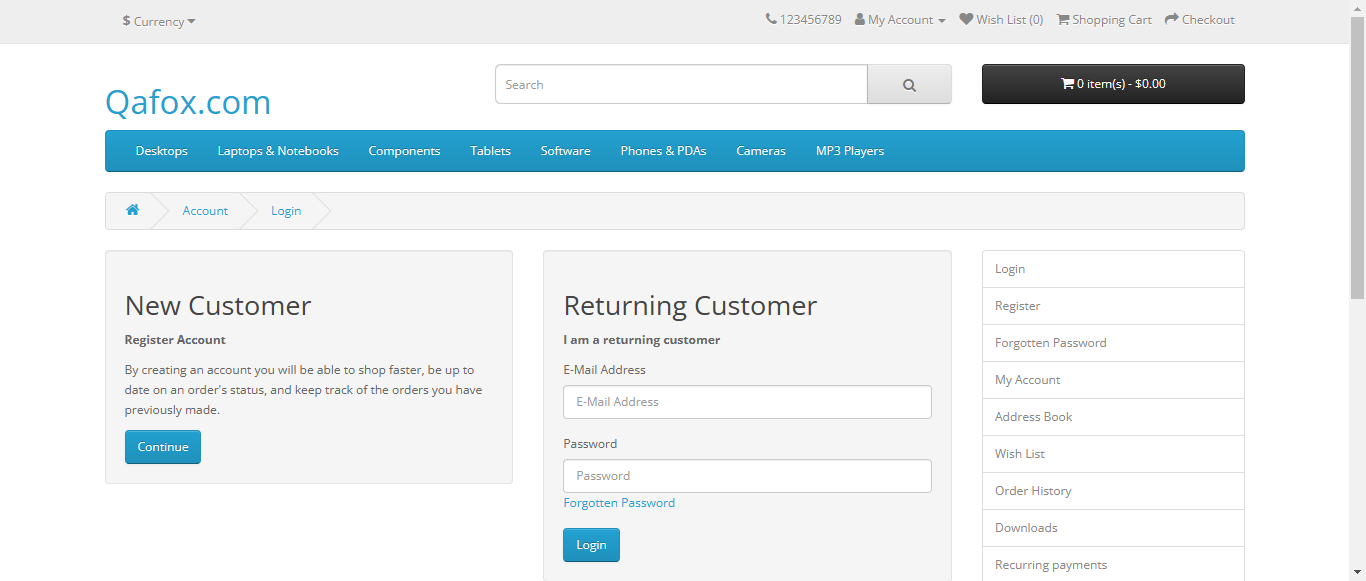 $ Currency
123456789 My Account Wish List (0) Shopping Cart Checkout
Qafox.com
Search
0 item(s) - $0.00
Desktops Laptops & Notebooks Components Tablets Software Phones & PDAs Cameras MP3 Players
Account Login
New Customer
Register Account
By creating an account you will be able to shop faster, be up to
date on an order's status, and keep track of the orders you have
previously made.
Continue
Returning Customer
I am a returning customer
E-Mail Address
E-Mail Address
Password
Password
Forgotten Password
Login
Login
Register
Forgotten Password
My Account
Address Book
Wish List
Order History
Downloads
Recurring payments